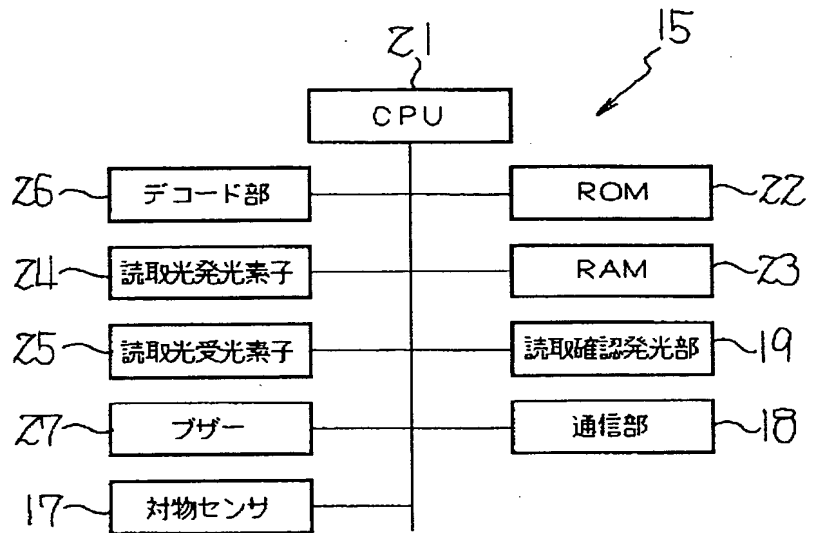 21
15
CPU
26 デコード部 ROM 22
24 読取光発光素子 RAM 23
25 読取光受光素子 読取確認発光部 19
27 ブザー 通信部 18
17 対物センサ